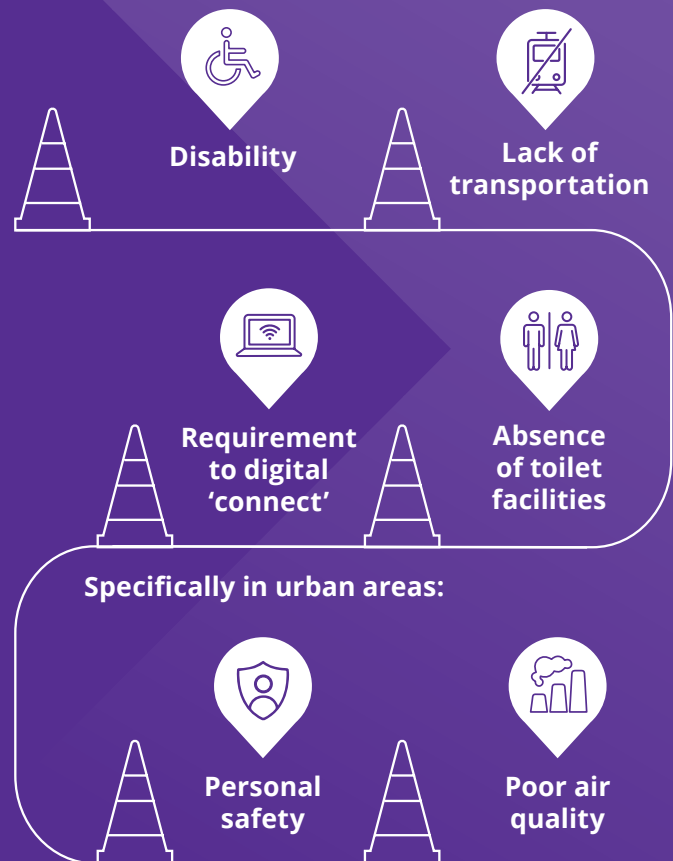 Disability
Lack of
transportation
Requirement
to digital
‘connect’
Absence
of toilet
facilities
Specifically in urban areas:
Personal
safety
Poor air
quality